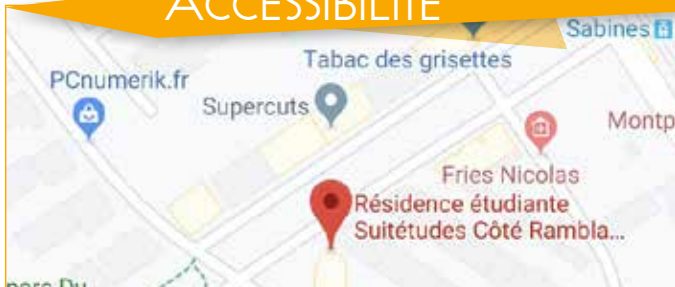 ACCESSIBILITÉ
Sabines
Tabac des grisettes
PCnumerik.fr
Supercuts
Montp
Fries Nicolas
Résidence étudiante
Suitétudes Côté Rambla...